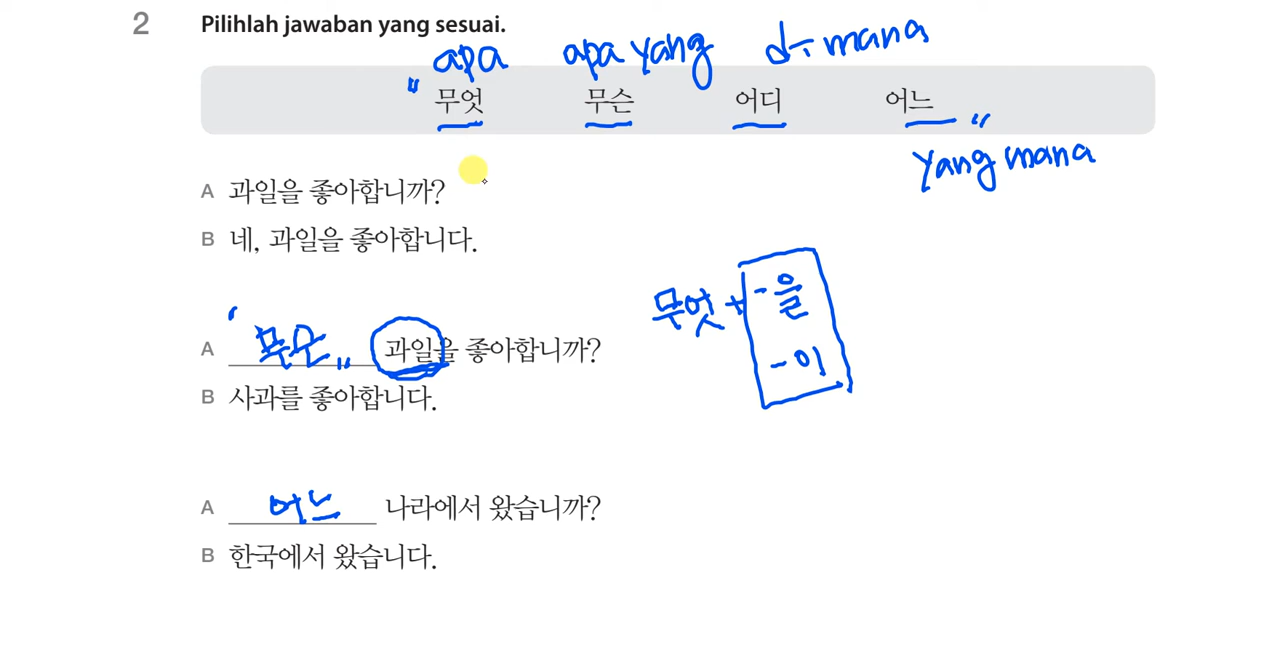 2 Pilihlah jawaban yang sesuai.
apa apa yang di mana
" 무엇 무슨 어디 어느 "
yang mana
A 과일을 좋아합니까?
B 네, 과일을 좋아합니다.
무엇 + -을
-이
A 무슨 " 과일을 좋아합니까?
B 사과를 좋아합니다.
A 어느 나라에서 왔습니까?
B 한국에서 왔습니다.